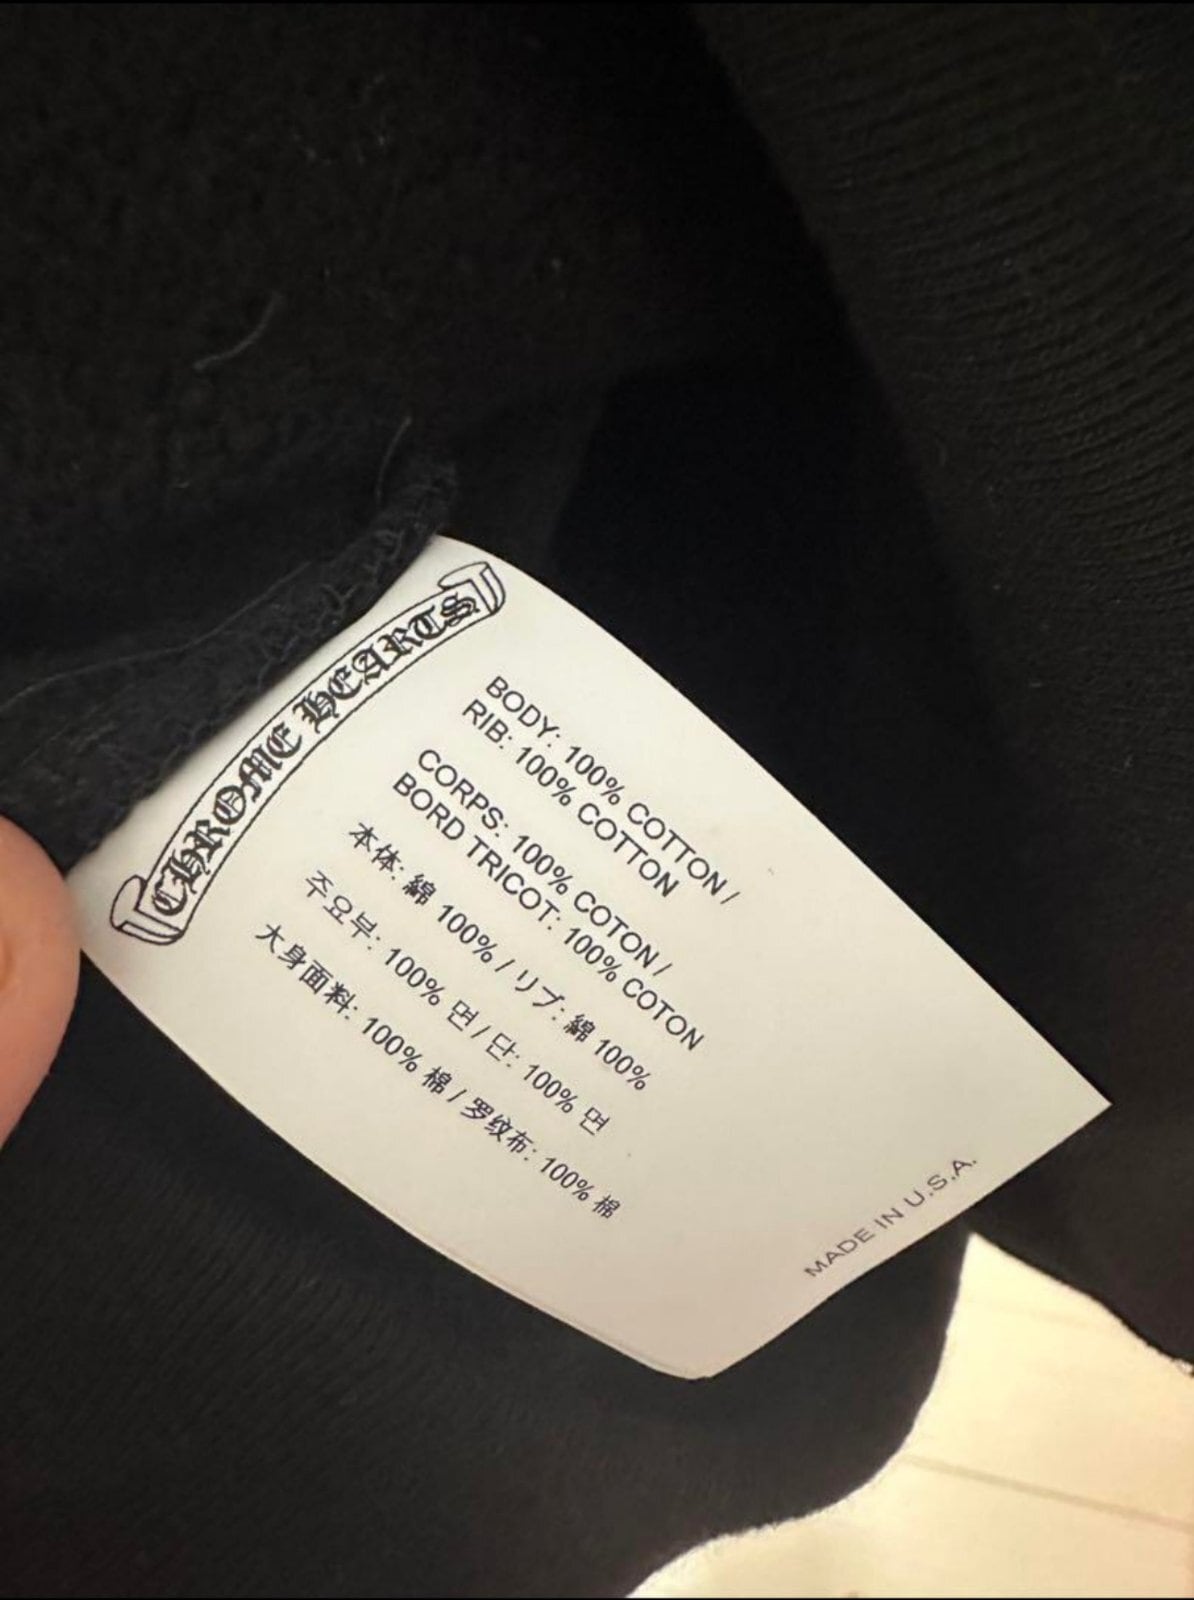 CHROME HEARTS
BODY: 100% COTTON /
RIB: 100% COTTON
CORPS: 100% COTON /
BORD TRICOT: 100% COTON
本体: 綿 100% / リブ: 綿 100%
주요부: 100% 면 / 단: 100% 면
大身面料: 100% 棉 / 罗纹布: 100% 棉
MADE IN U.S.A.